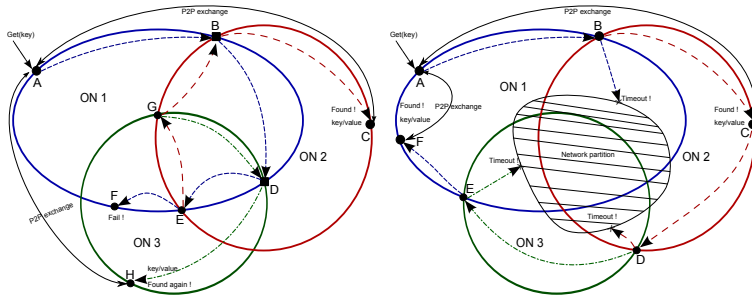 P2P exchange
B
Get(key)
A
ON 1
Found !
key/value
C
G
ON 2
D
F
Fail !
E
P2P exchange
ON 3
key/value
H
Found again !
P2P exchange
B
Get(key)
A
ON 1
Timeout !
Found !
key/value
P2P exchange
Found !
key/value
C
F
ON 2
Network partition
Timeout !
E
Timeout !
ON 3
D